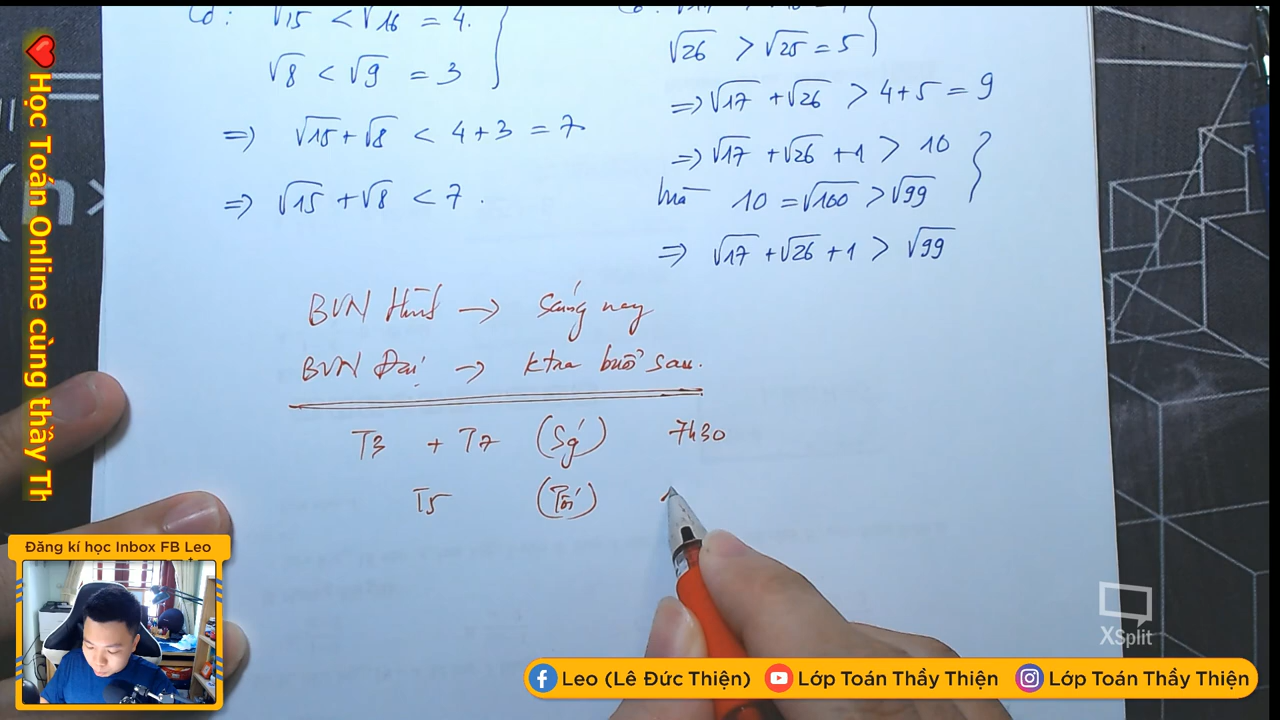 Có: √15 < √16 = 4.
√8 < √9 = 3
=> √15 + √8 < 4 + 3 = 7
=> √15 + √8 < 7.
√26 > √25 = 5
=> √17 + √26 > 4 + 5 = 9
=> √17 + √26 + 1 > 10
mà 10 = √100 > √99
=> √17 + √26 + 1 > √99
BVN Hình -> Sáng nay
BVN Đại -> ktra buổi sau.
T3 + T7 (Sg) 7h30
T5 (Tối)
❤ Học Toán Online cùng thầy Th
Đăng kí học Inbox FB Leo
XSplit
Leo (Lê Đức Thiện) Lớp Toán Thầy Thiện Lớp Toán Thầy Thiện